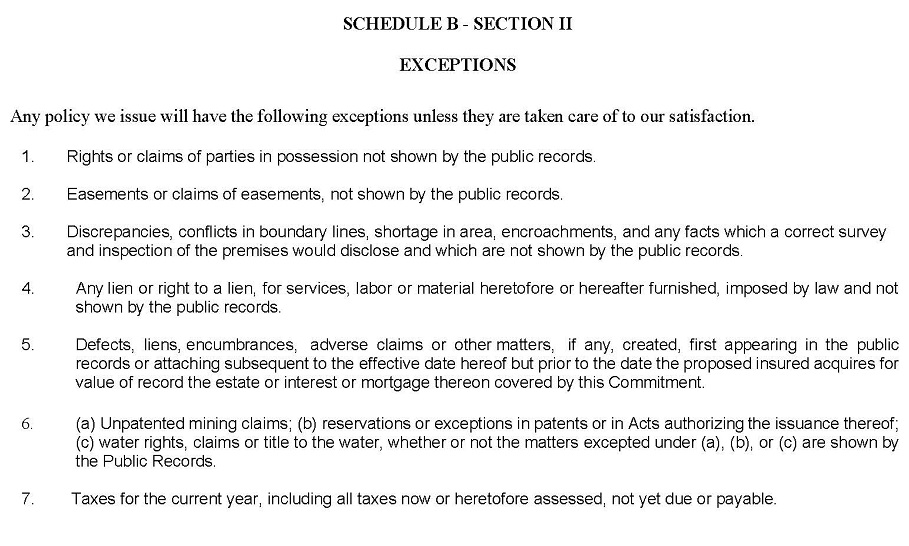 SCHEDULE B - SECTION II
EXCEPTIONS
Any policy we issue will have the following exceptions unless they are taken care of to our satisfaction.
1. Rights or claims of parties in possession not shown by the public records.
2. Easements or claims of easements, not shown by the public records.
3. Discrepancies, conflicts in boundary lines, shortage in area, encroachments, and any facts which a correct survey
and inspection of the premises would disclose and which are not shown by the public records.
4. Any lien or right to a lien, for services, labor or material heretofore or hereafter furnished, imposed by law and not
shown by the public records.
5. Defects, liens, encumbrances, adverse claims or other matters, if any, created, first appearing in the public
records or attaching subsequent to the effective date hereof but prior to the date the proposed insured acquires for
value of record the estate or interest or mortgage thereon covered by this Commitment.
6. (a) Unpatented mining claims; (b) reservations or exceptions in patents or in Acts authorizing the issuance thereof;
(c) water rights, claims or title to the water, whether or not the matters excepted under (a), (b), or (c) are shown by
the Public Records.
7. Taxes for the current year, including all taxes now or heretofore assessed, not yet due or payable.